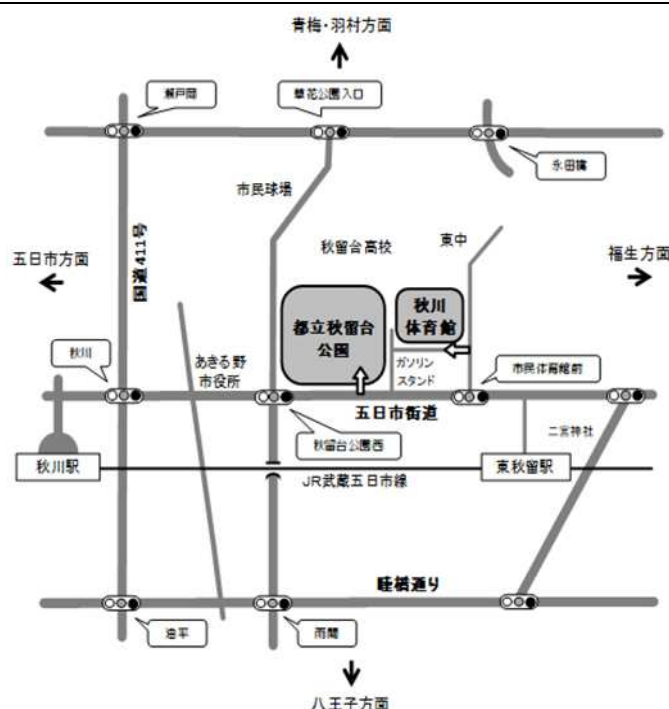 青梅・羽村方面
瀬戸岡
草花公園入口
永田橋
市民球場
秋留台高校
東中
国道411号
五日市方面
福生方面
都立秋留台
公園
秋川
体育館
秋川
あきる野
市役所
ガソリン
スタンド
市民体育館前
五日市街道
秋留台公園西
二宮神社
秋川駅
JR武蔵五日市線
東秋留駅
睦橋通り
油平
雨間
八王子方面